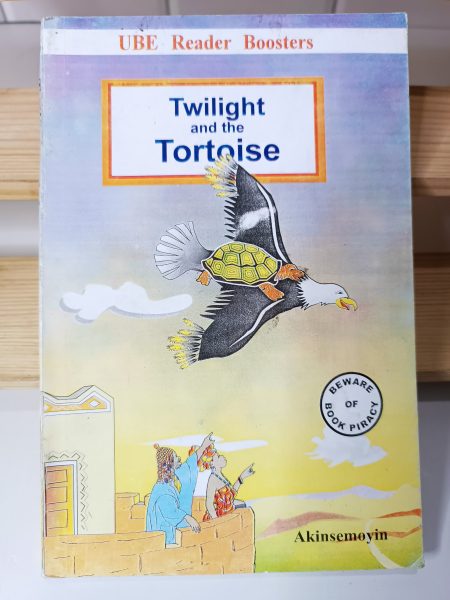 UBE Reader Boosters
Twilight
and the
Tortoise
BEWARE
OF
BOOK PIRACY
Akinsemoyin